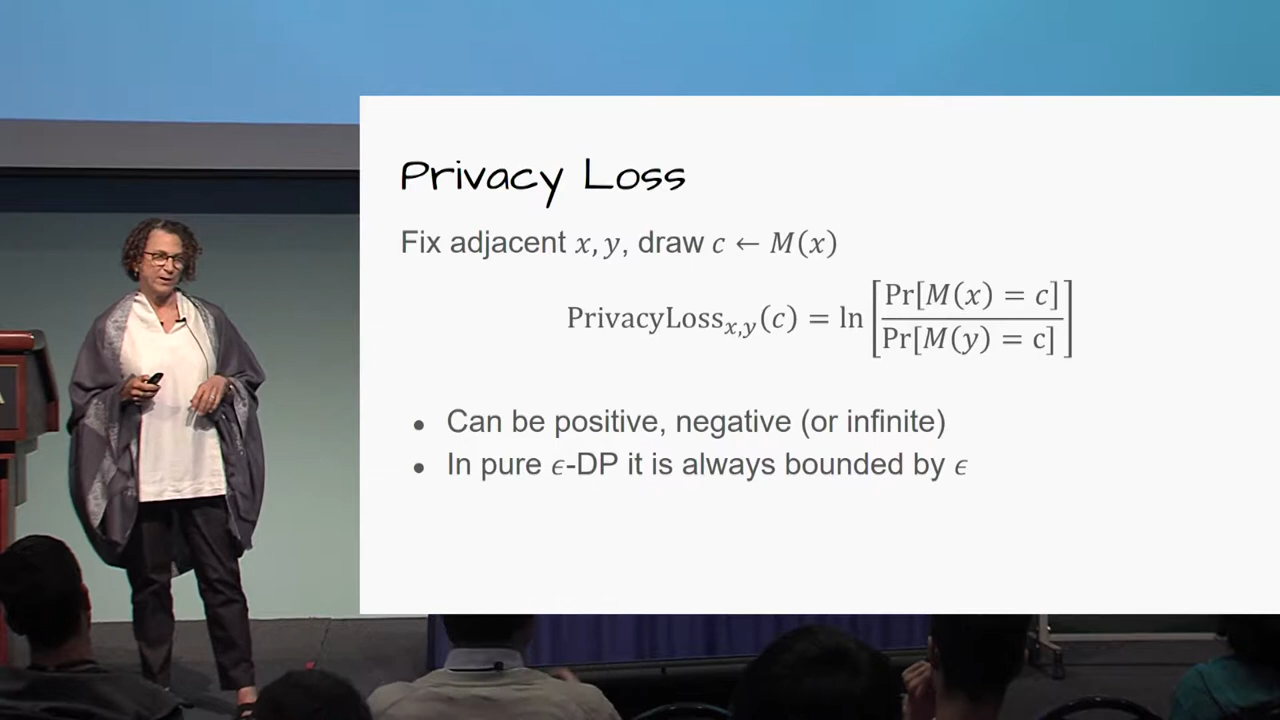 A
Privacy Loss
Fix adjacent x, y, draw c ← M(x)
PrivacyLoss_{x,y}(c) = ln [ Pr[M(x) = c] / Pr[M(y) = c] ]
• Can be positive, negative (or infinite)
• In pure ϵ-DP it is always bounded by ϵ